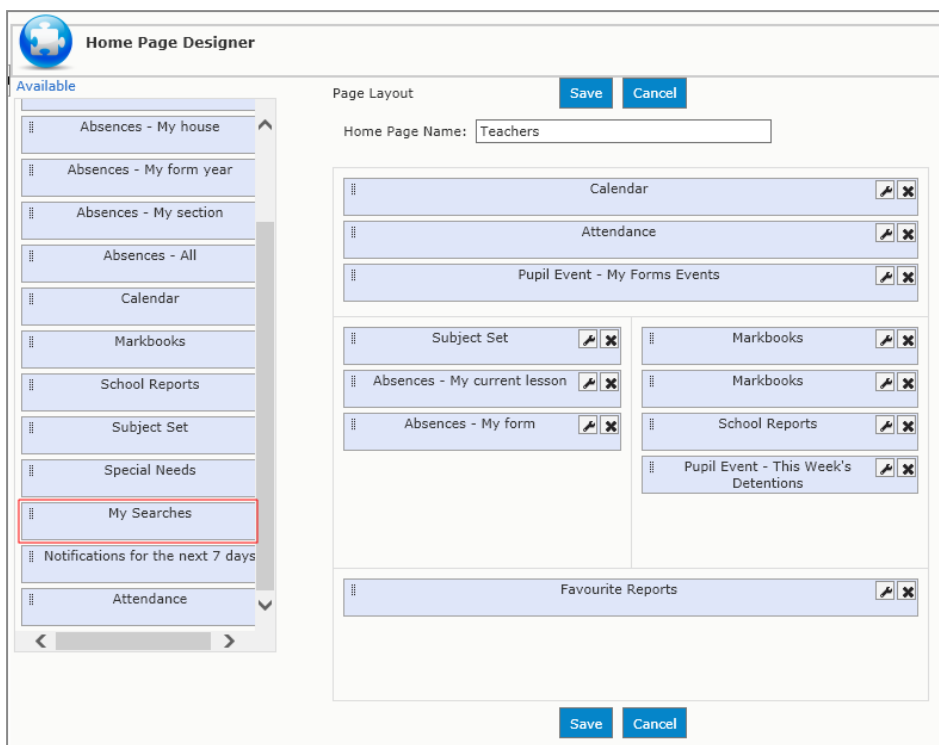 Home Page Designer
Available
Absences - My house
Absences - My form year
Absences - My section
Absences - All
Calendar
Markbooks
School Reports
Subject Set
Special Needs
My Searches
Notifications for the next 7 days
Attendance
Page Layout
Save
Cancel
Home Page Name: Teachers
Calendar
Attendance
Pupil Event - My Forms Events
Subject Set
Absences - My current lesson
Absences - My form
Markbooks
Markbooks
School Reports
Pupil Event - This Week's
Detentions
Favourite Reports
Save
Cancel